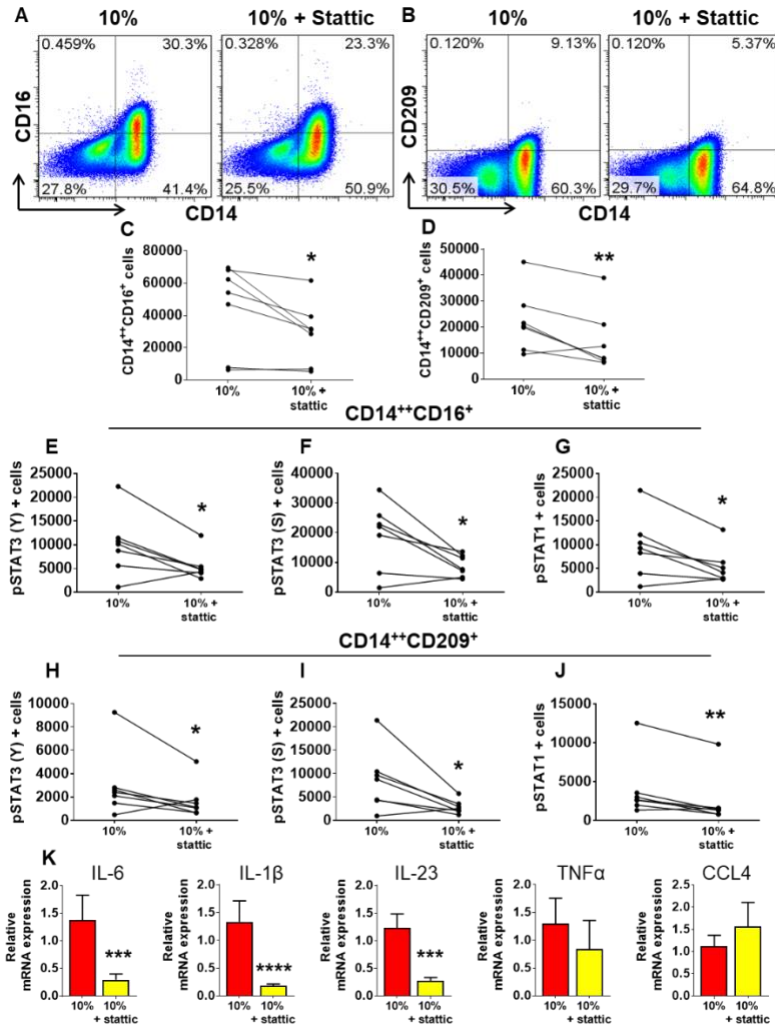 A 10% 10% + Stattic B 10% 10% + Stattic
0.459% 30.3% 0.328% 23.3% 0.120% 9.13% 0.120% 5.37%
CD16 CD209
27.8% 41.4% 25.5% 50.9% 30.5% 60.3% 29.7% 64.8%
CD14 CD14
C
CD14++CD16+ cells
80000
60000
40000
20000
0
*
10% 10% +
stattic
D
CD14++CD209+ cells
50000
40000
30000
20000
10000
0
**
10% 10% +
stattic
CD14++CD16+
E
pSTAT3 (Y) + cells
25000
20000
15000
10000
5000
0
*
10% 10% +
stattic
F
pSTAT3 (S) + cells
40000
30000
20000
10000
0
*
10% 10% +
stattic
G
pSTAT1 + cells
25000
20000
15000
10000
5000
0
*
10% 10% +
stattic
CD14++CD209+
H
pSTAT3 (Y) + cells
10000
8000
6000
4000
2000
0
*
10% 10% +
stattic
I
pSTAT3 (S) + cells
25000
20000
15000
10000
5000
0
*
10% 10% +
stattic
J
pSTAT1 + cells
15000
10000
5000
0
**
10% 10% +
stattic
K
IL-6
Relative
mRNA expression
2.0
1.5
1.0
0.5
0.0
***
10% 10%
+ stattic
IL-1β
Relative
mRNA expression
2.0
1.5
1.0
0.5
0.0
****
10% 10%
+ stattic
IL-23
Relative
mRNA expression
2.0
1.5
1.0
0.5
0.0
***
10% 10%
+ stattic
TNFα
Relative
mRNA expression
2.0
1.5
1.0
0.5
0.0
10% 10%
+ stattic
CCL4
Relative
mRNA expression
2.5
2.0
1.5
1.0
0.5
0.0
10% 10%
+ stattic